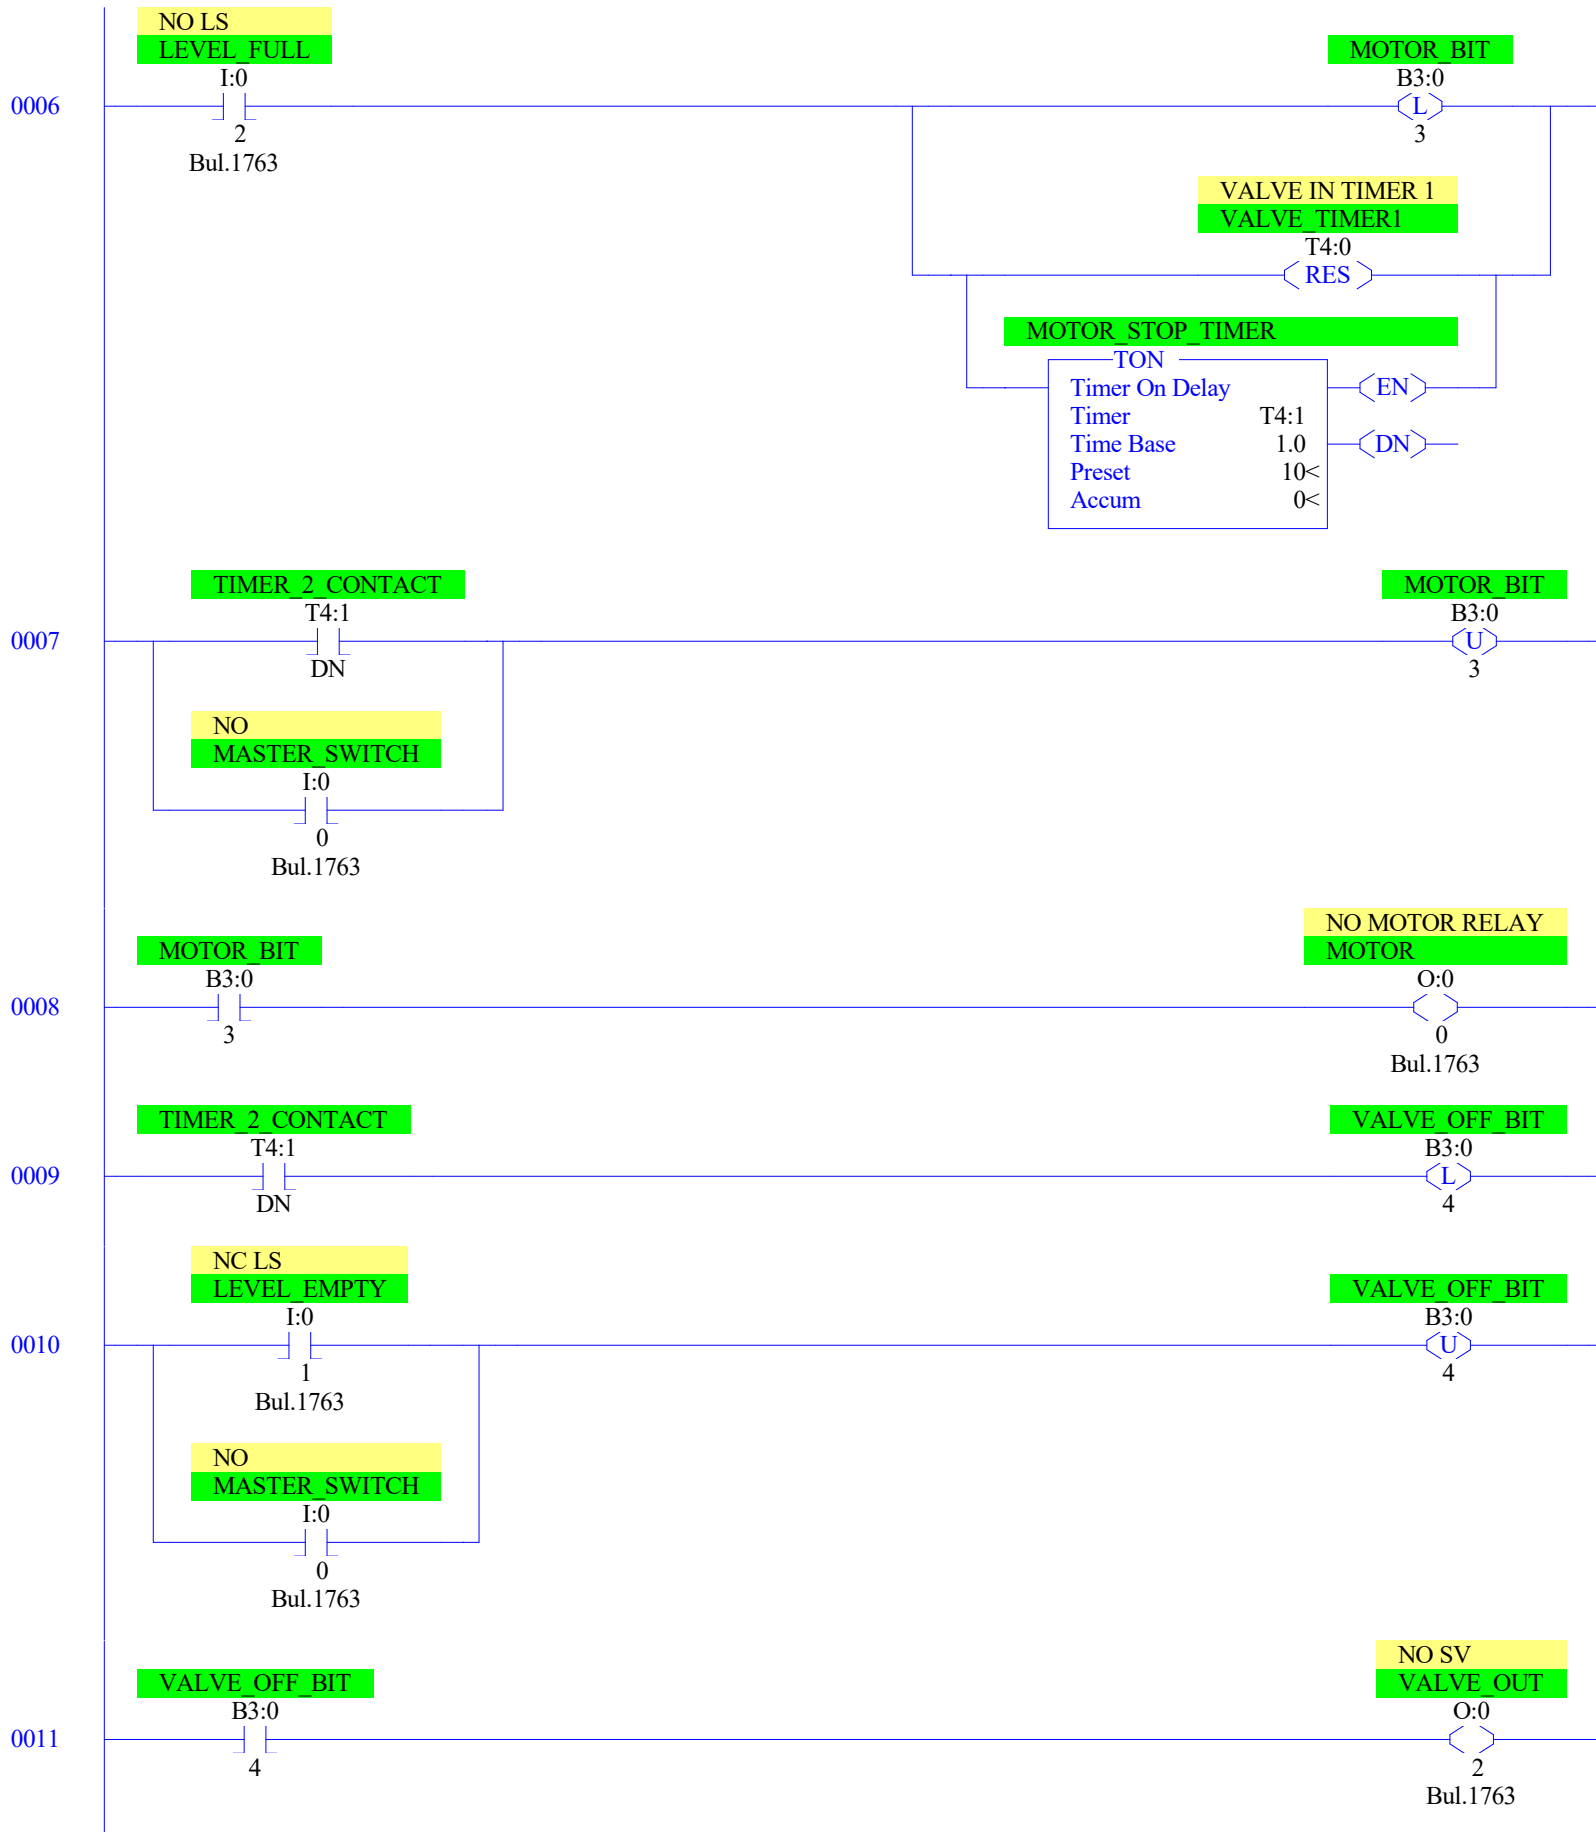 NO LS
LEVEL_FULL
I:0
0006
2
Bul.1763
MOTOR_BIT
B3:0
L
3
VALVE IN TIMER 1
VALVE_TIMER1
T4:0
RES
MOTOR_STOP_TIMER
TON
Timer On Delay
EN
Timer T4:1
Time Base 1.0
DN
Preset 10<
Accum 0<
TIMER_2_CONTACT
T4:1
0007
DN
NO
MASTER_SWITCH
I:0
0
Bul.1763
MOTOR_BIT
B3:0
U
3
MOTOR_BIT
B3:0
0008
3
NO MOTOR RELAY
MOTOR
O:0
0
Bul.1763
TIMER_2_CONTACT
T4:1
0009
DN
VALVE_OFF_BIT
B3:0
L
4
NC LS
LEVEL_EMPTY
I:0
0010
1
Bul.1763
NO
MASTER_SWITCH
I:0
0
Bul.1763
VALVE_OFF_BIT
B3:0
U
4
VALVE_OFF_BIT
B3:0
0011
4
NO SV
VALVE_OUT
O:0
2
Bul.1763